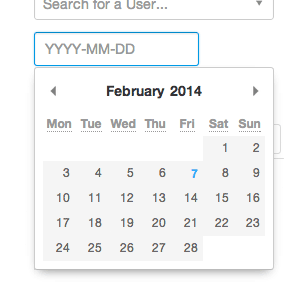 Search for a User...
YYYY-MM-DD
February 2014
Mon Tue Wed Thu Fri Sat Sun
1 2
3 4 5 6 7 8 9
10 11 12 13 14 15 16
17 18 19 20 21 22 23
24 25 26 27 28